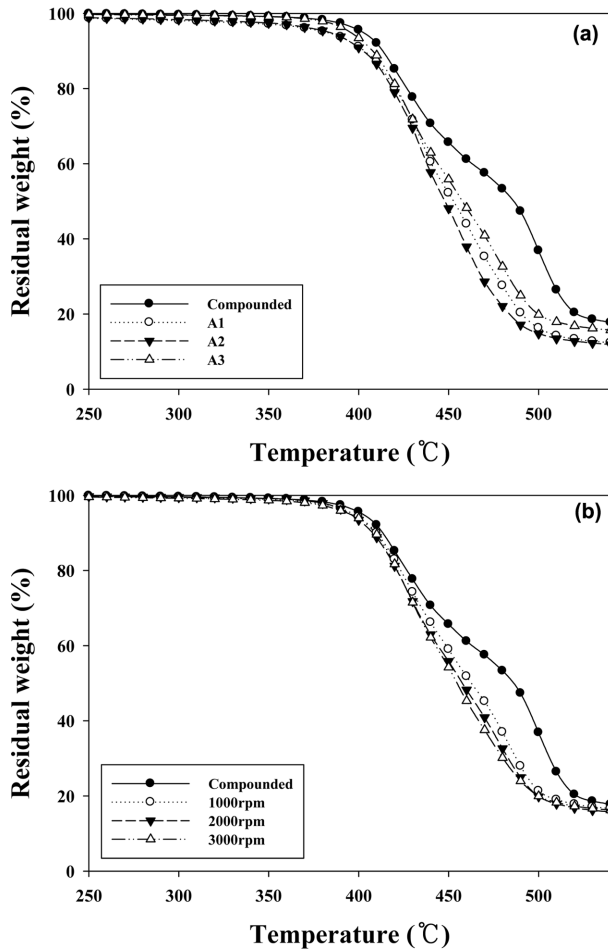 (a)
Residual weight (%)
100
80
60
40
20
0
Compounded
A1
A2
A3
250 300 350 400 450 500
Temperature (℃)
(b)
Residual weight (%)
100
80
60
40
20
0
Compounded
1000rpm
2000rpm
3000rpm
250 300 350 400 450 500
Temperature (℃)